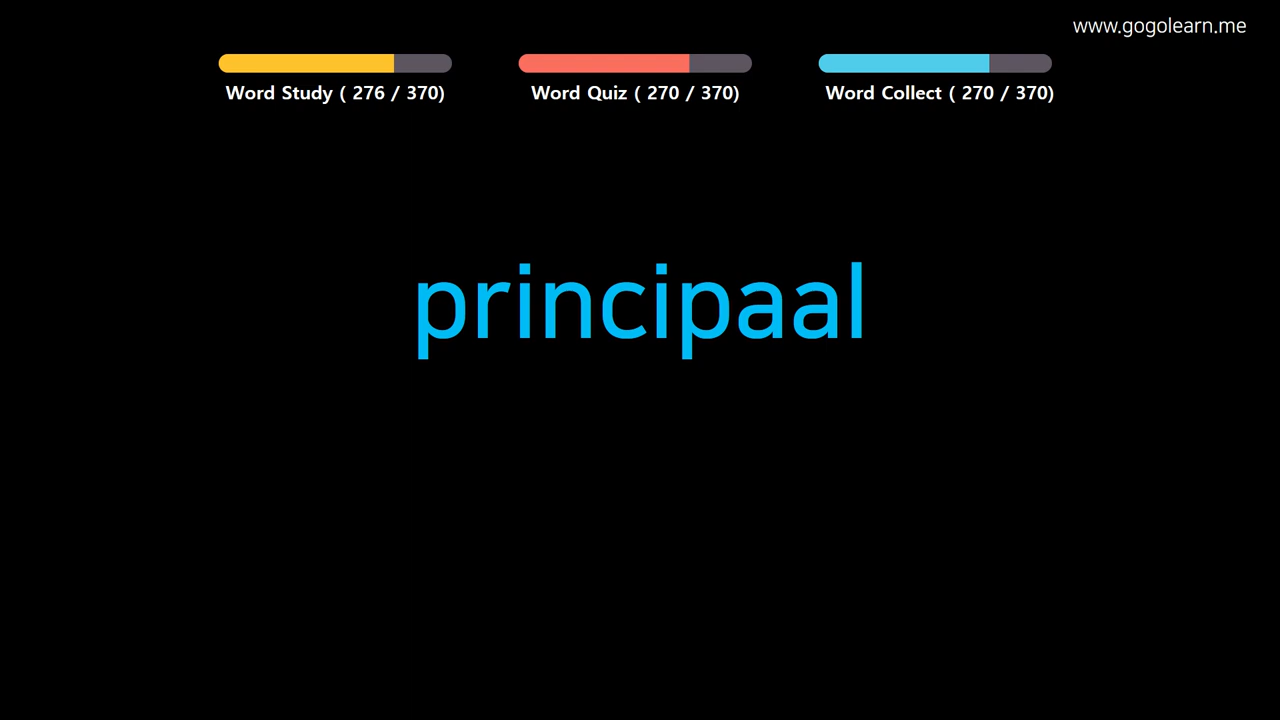 www.gogolearn.me
Word Study ( 276 / 370)
Word Quiz ( 270 / 370)
Word Collect ( 270 / 370)
principaal